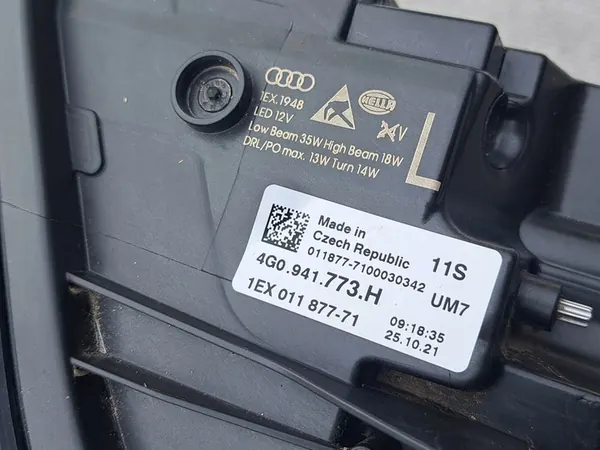 1EX.1948
LED 12V
HELLA
24V
Low Beam 35W High Beam 18W
DRL/PO max. 13W Turn 14W
L
Made in
Czech Republic
11S
011877-7100030342
4G0.941.773.H
UM7
1EX 011 877-71
09:18:35
25.10.21